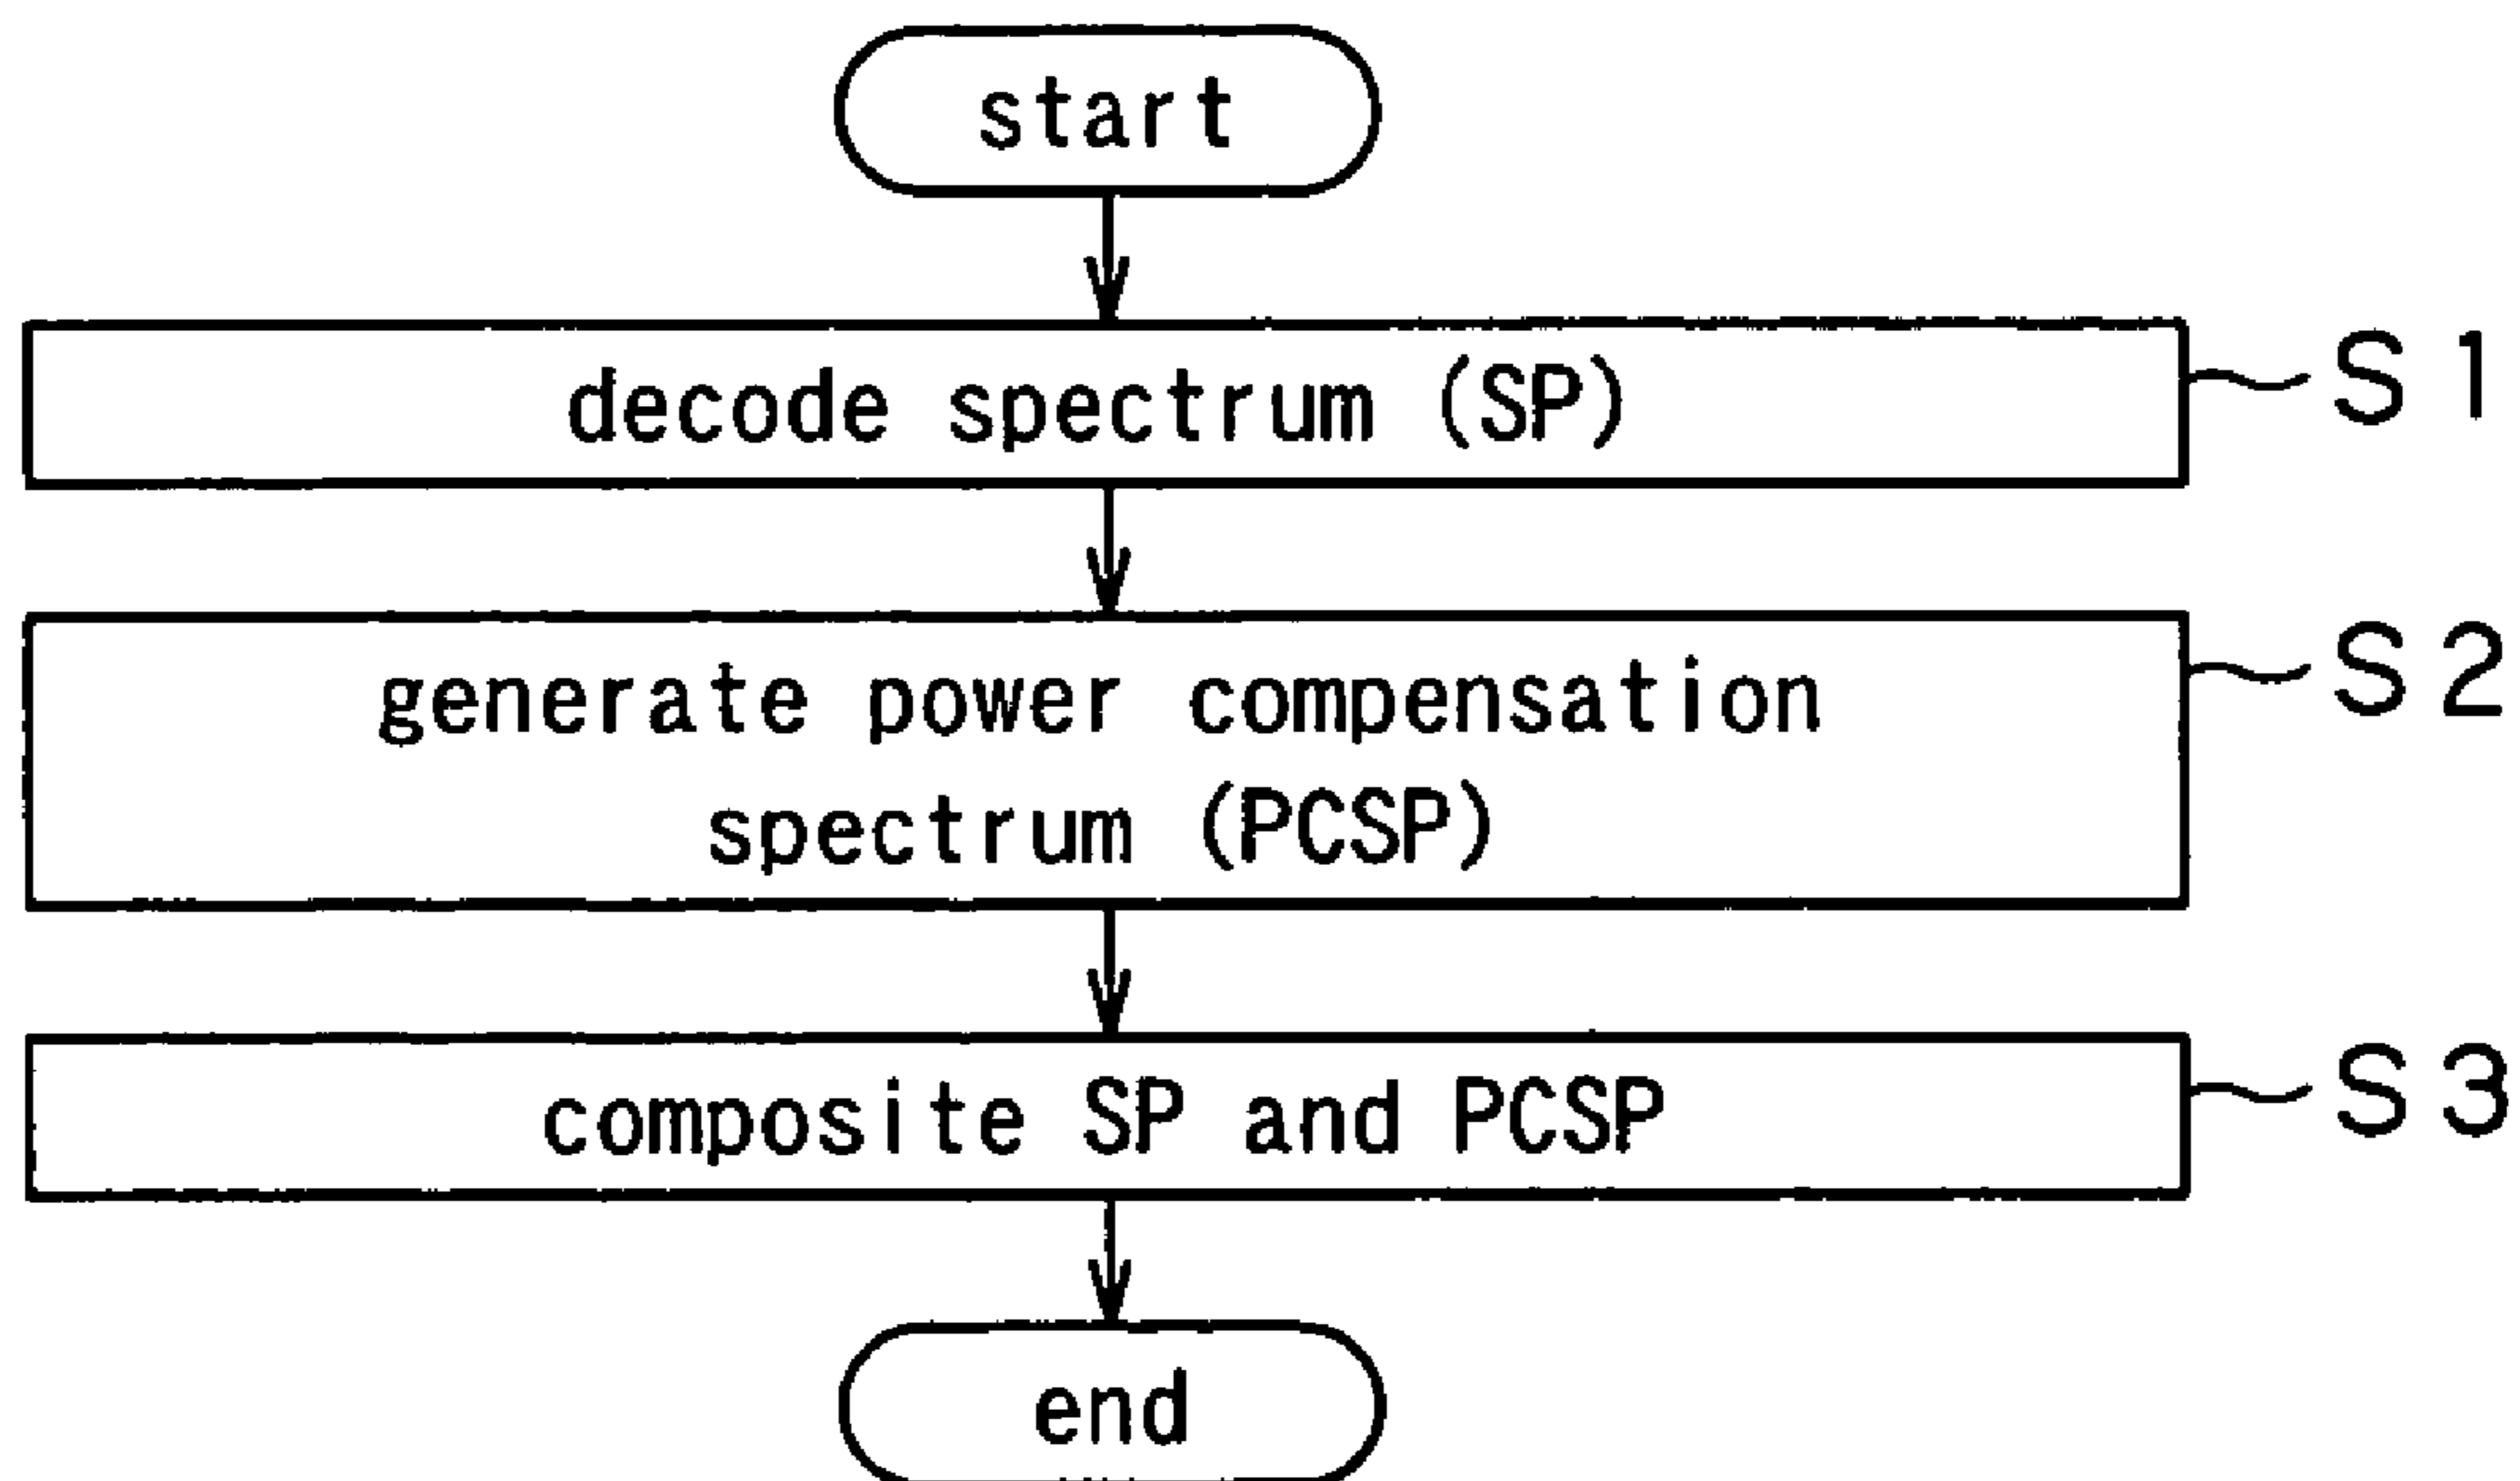 start
decode spectrum (SP)
S1
generate power compensation
S2
spectrum (PCSP)
composite SP and PCSP
S3
end